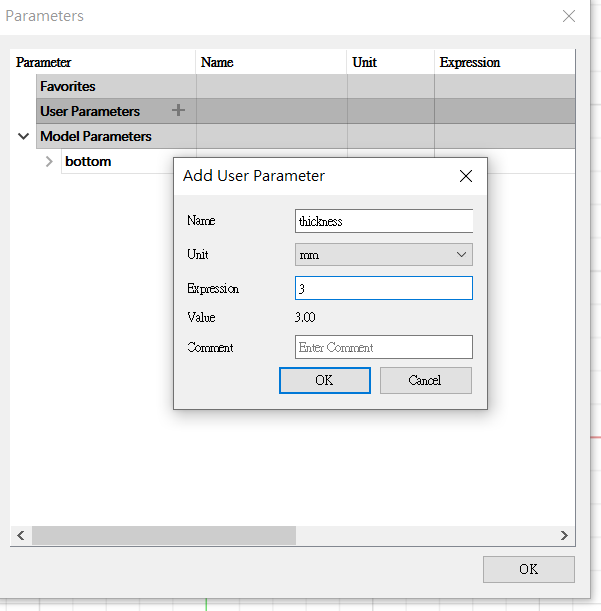 Parameters
Parameter Name Unit Expression
Favorites
User Parameters +
Model Parameters
bottom
Add User Parameter
Name thickness
Unit mm
Expression 3
Value 3.00
Comment Enter Comment
OK Cancel
OK